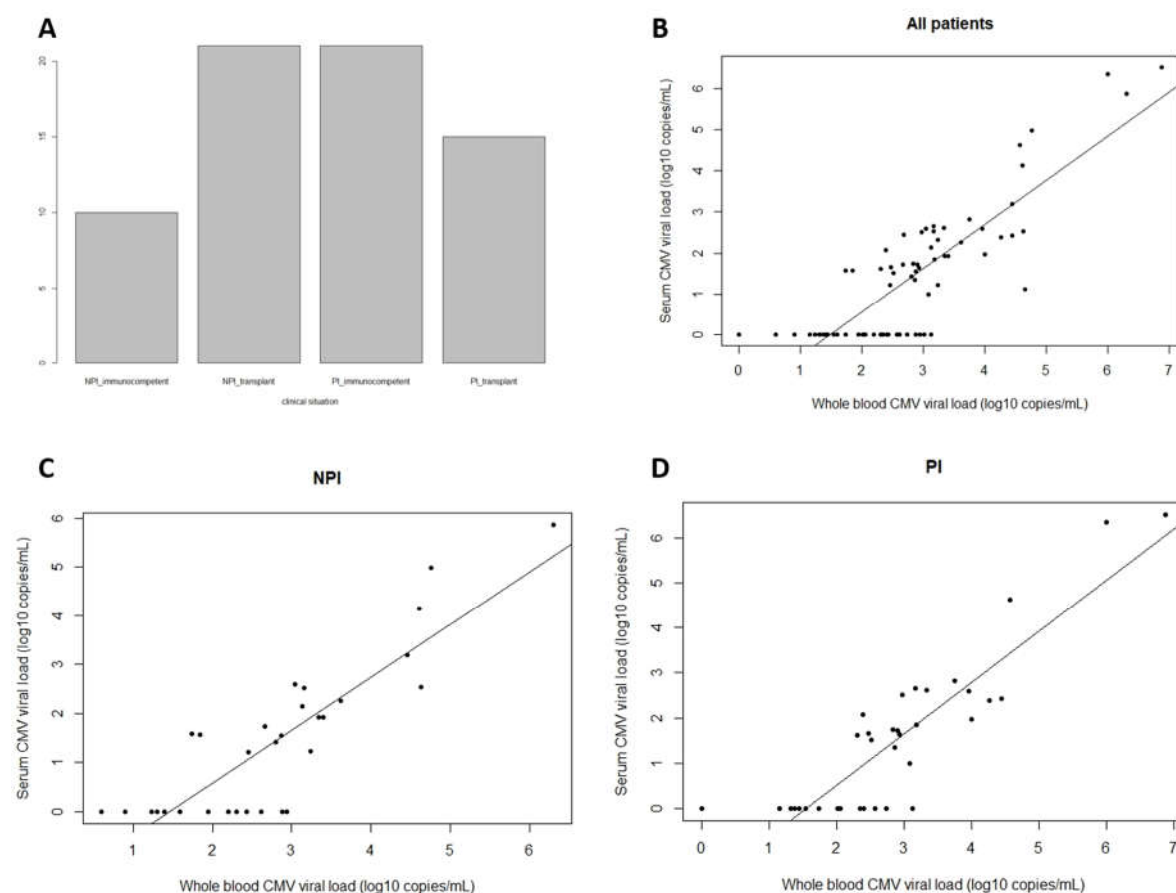 A
20
15
10
5
0
NPI_immunocompetent NPI_transplant PI_immunocompetent PI_transplant
clinical situation
B
All patients
Serum CMV viral load (log10 copies/mL)
6
5
4
3
2
1
0
0 1 2 3 4 5 6 7
Whole blood CMV viral load (log10 copies/mL)
C
NPI
Serum CMV viral load (log10 copies/mL)
6
5
4
3
2
1
0
1 2 3 4 5 6
Whole blood CMV viral load (log10 copies/mL)
D
PI
Serum CMV viral load (log10 copies/mL)
6
5
4
3
2
1
0
0 1 2 3 4 5 6 7
Whole blood CMV viral load (log10 copies/mL)